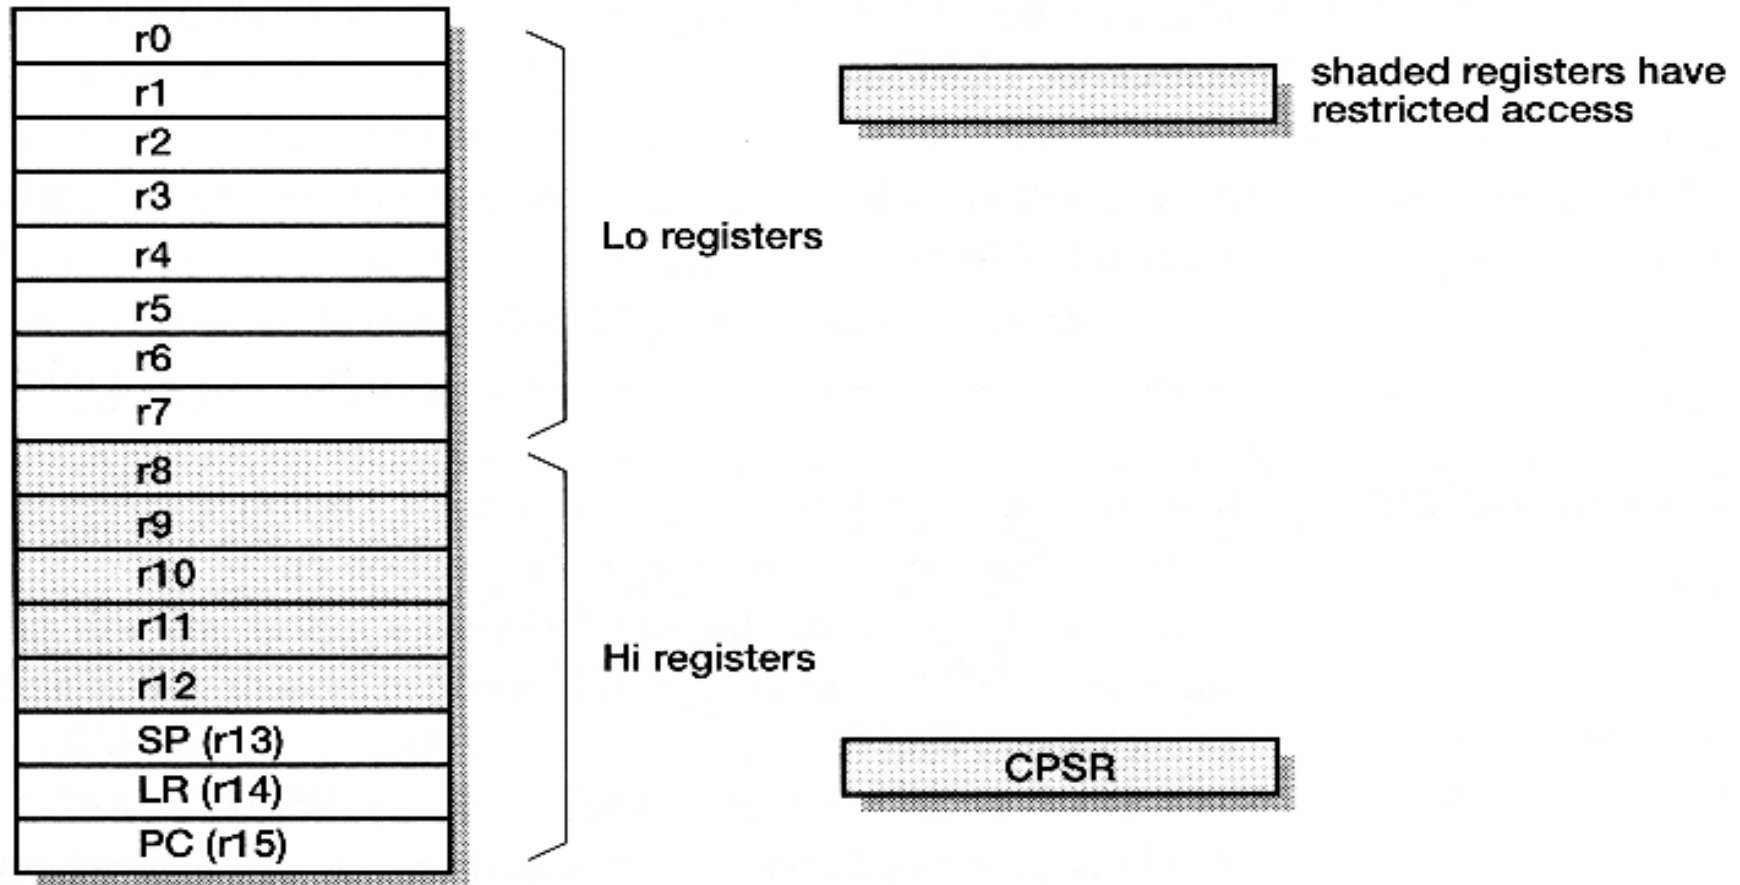 r0
r1
r2
r3
r4
r5
r6
r7
r8
r9
r10
r11
r12
SP (r13)
LR (r14)
PC (r15)
Lo registers
Hi registers
shaded registers have
restricted access
CPSR